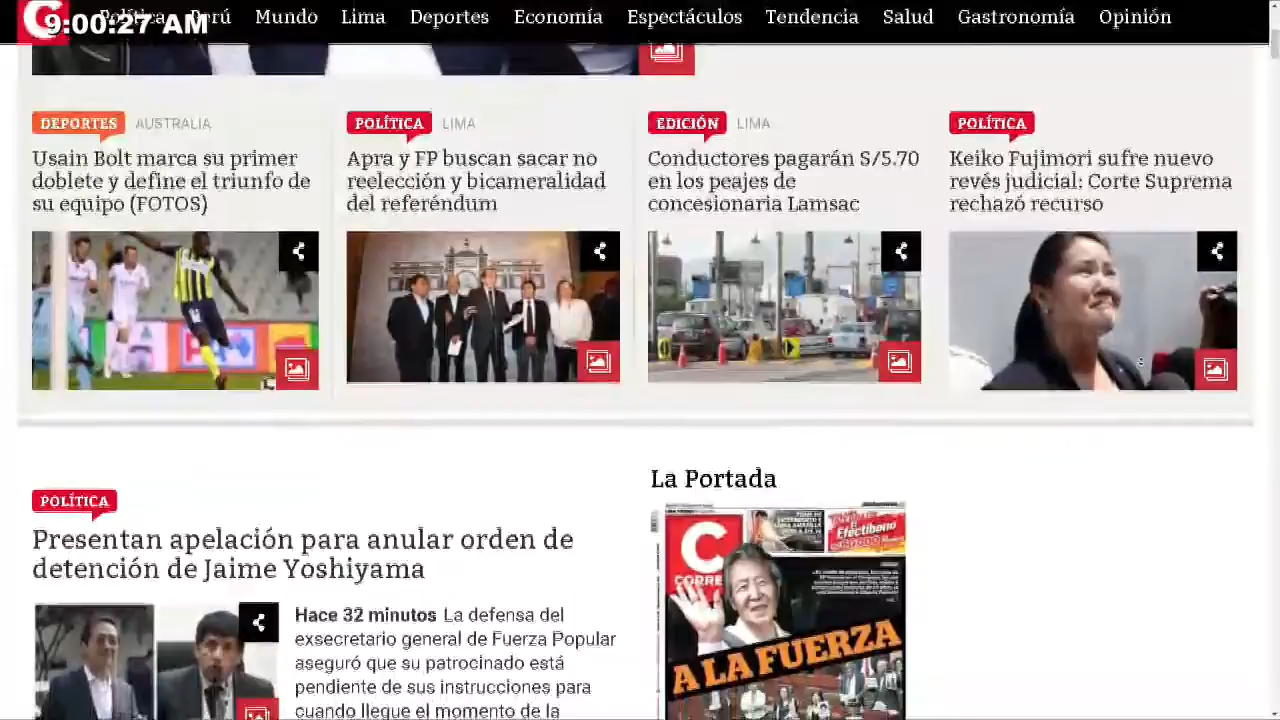 9:00:27 AM
Política Perú Mundo Lima Deportes Economía Espectáculos Tendencia Salud Gastronomía Opinión
DEPORTES AUSTRALIA
Usain Bolt marca su primer
doblete y define el triunfo de
su equipo (FOTOS)
POLÍTICA LIMA
Apra y FP buscan sacar no
reelección y bicameralidad
del referéndum
EDICIÓN LIMA
Conductores pagarán S/5.70
en los peajes de
concesionaria Lamsac
POLÍTICA
Keiko Fujimori sufre nuevo
revés judicial: Corte Suprema
rechazó recurso
POLÍTICA
Presentan apelación para anular orden de
detención de Jaime Yoshiyama
Hace 32 minutos La defensa del
exsecretario general de Fuerza Popular
aseguró que su patrocinado está
pendiente de sus instrucciones para
cuando llegue el momento de la
La Portada
C
CORREO
A LA FUERZA